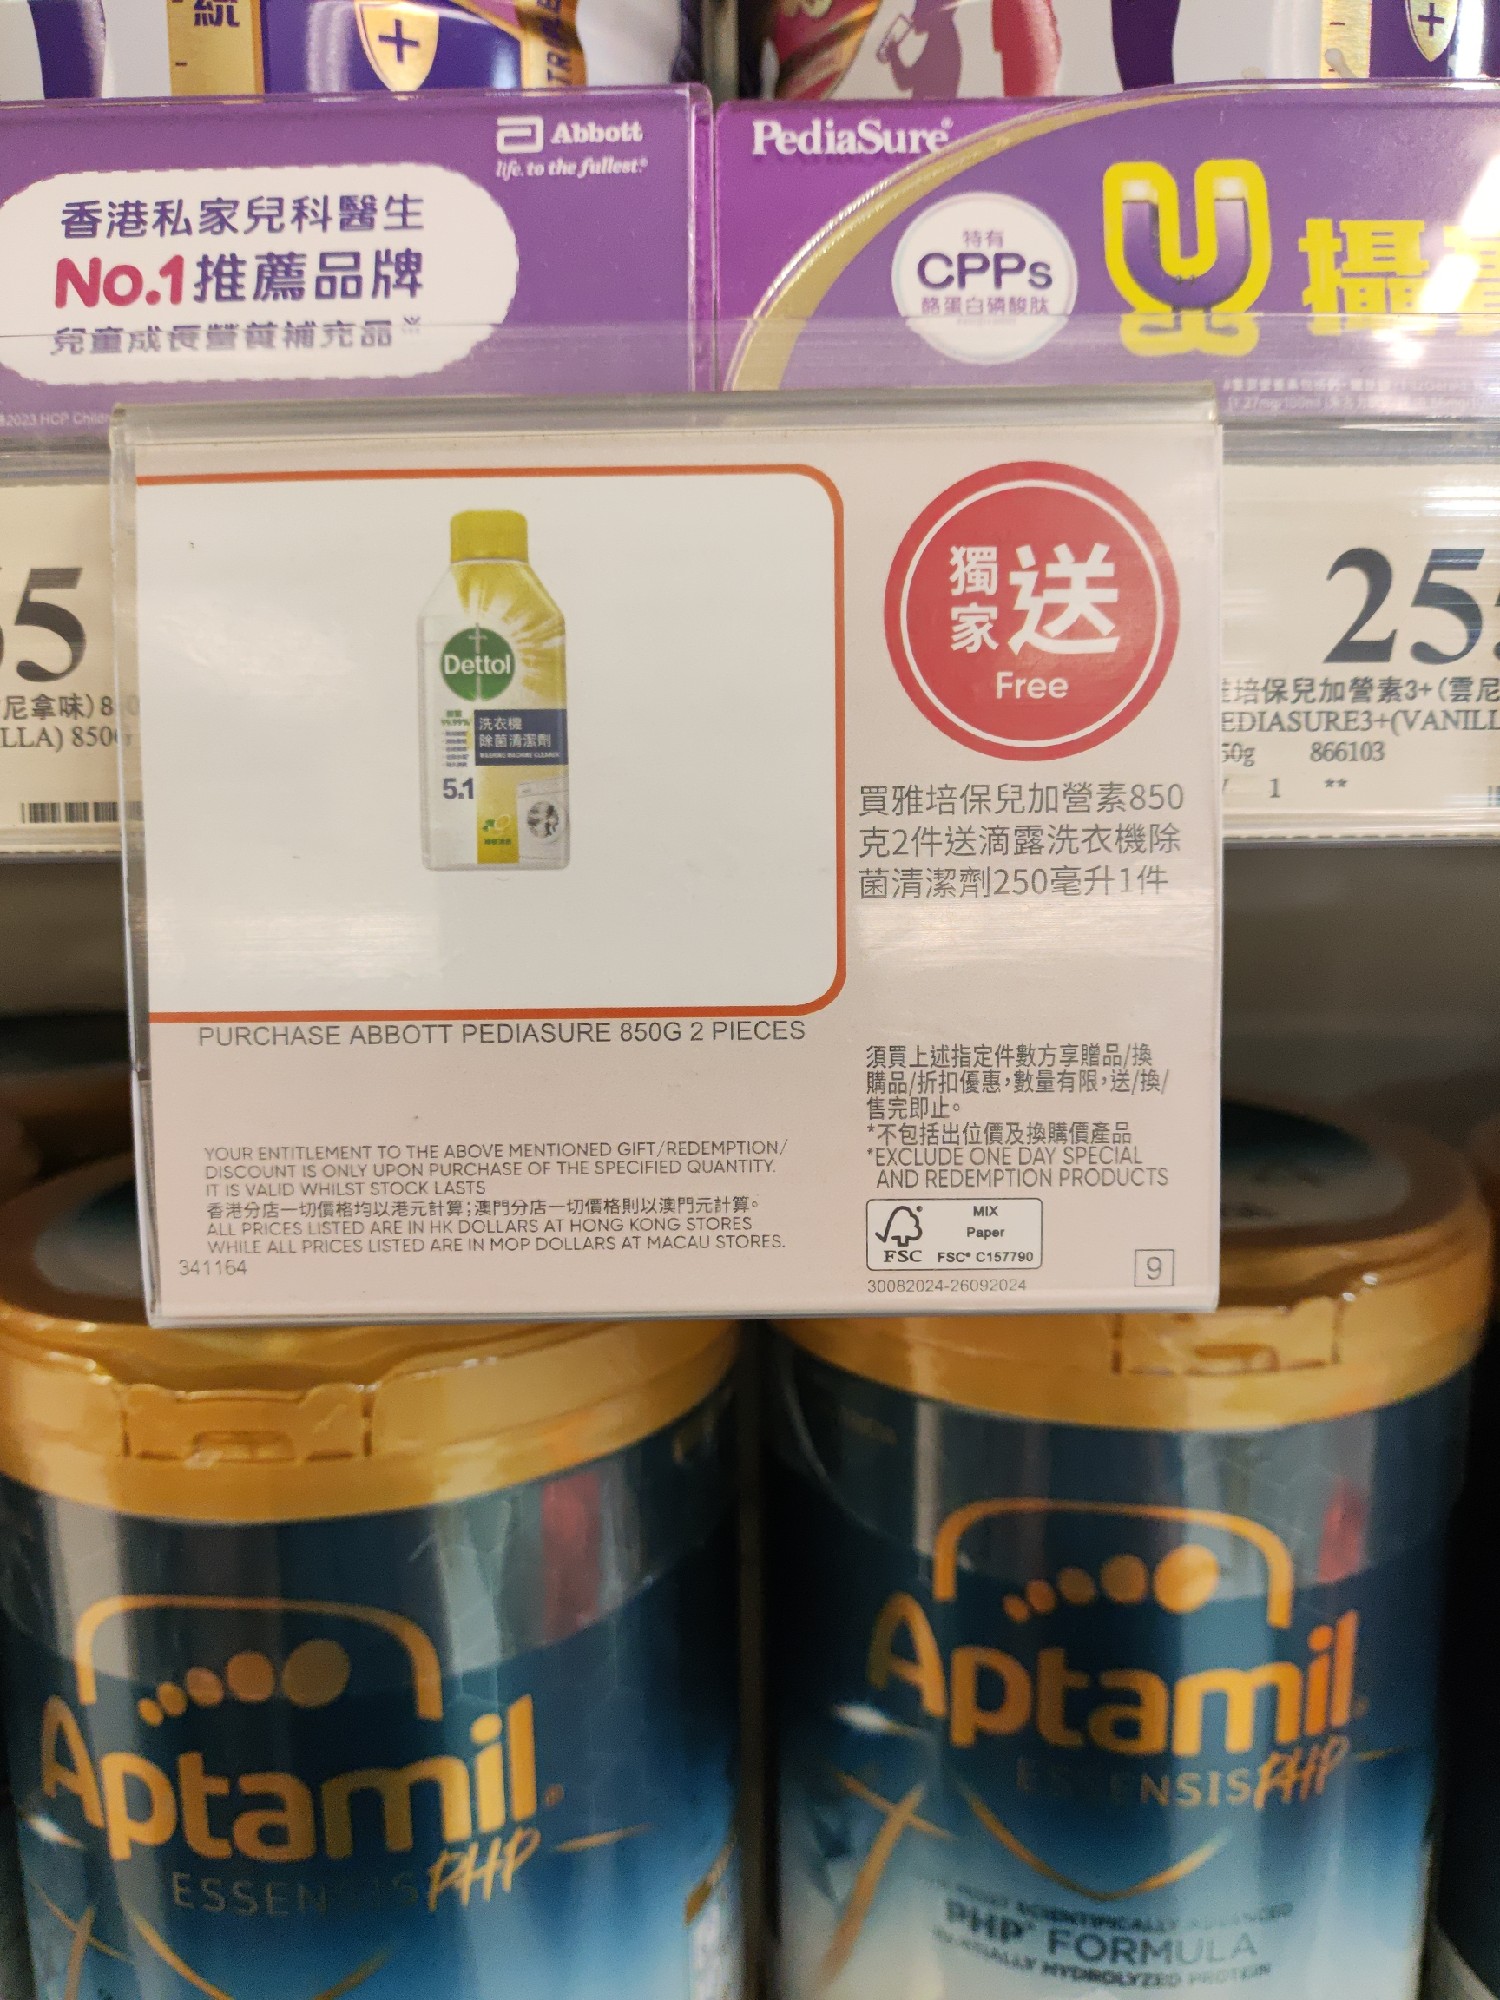 統
Abbott
life. to the fullest.®
香港私家兒科醫生
No.1推薦品牌
兒童成長營養補充品※
PediaSure®
特有
CPPs
酪蛋白磷酸肽
攝
獨家送
Free
Dettol
99.99%
洗衣機
除菌清潔劑
5.1
買雅培保兒加營素850
克2件送滴露洗衣機除
菌清潔劑250毫升1件
PURCHASE ABBOTT PEDIASURE 850G 2 PIECES
須買上述指定件數方享贈品/換
購品/折扣優惠,數量有限,送/換/
售完即止。
*不包括出位價及換購價產品
*EXCLUDE ONE DAY SPECIAL
AND REDEMPTION PRODUCTS
YOUR ENTITLEMENT TO THE ABOVE MENTIONED GIFT/REDEMPTION/
DISCOUNT IS ONLY UPON PURCHASE OF THE SPECIFIED QUANTITY.
IT IS VALID WHILST STOCK LASTS
香港分店一切價格均以港元計算;澳門分店一切價格則以澳門元計算。
ALL PRICES LISTED ARE IN HK DOLLARS AT HONG KONG STORES
WHILE ALL PRICES LISTED ARE IN MOP DOLLARS AT MACAU STORES.
341164
FSC
MIX
Paper
FSC® C157790
30082024-26092024
9
5
尼拿味)
LLA) 850
25
培保兒加營素3+(雲尼
EDIASURE3+(VANILL
50g 866103
1 **
Aptamil
ESSENSIS PHP
Aptamil
ESSENSIS PHP
PHP FORMULA
HYDROLYZED PROTEIN